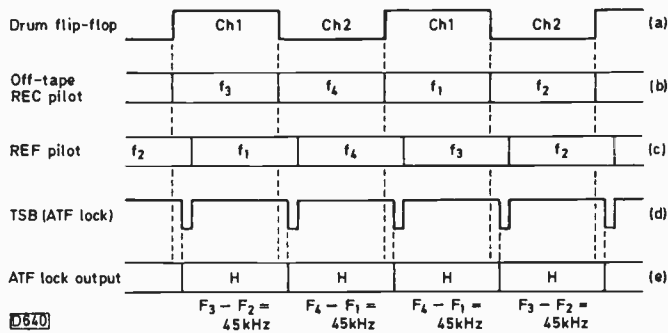 Drum flip-flop Ch1 Ch2 Ch1 Ch2 (a)
Off-tape
REC pilot f3 f4 f1 f2 (b)
REF pilot f2 f1 f4 f3 f2 (c)
TSB (ATF lock) (d)
ATF lock output H H H H (e)
F3 − F2 = F4 − F1 = F4 − F1 = F3 − F2 =
45kHz 45kHz 45kHz 45kHz
D640